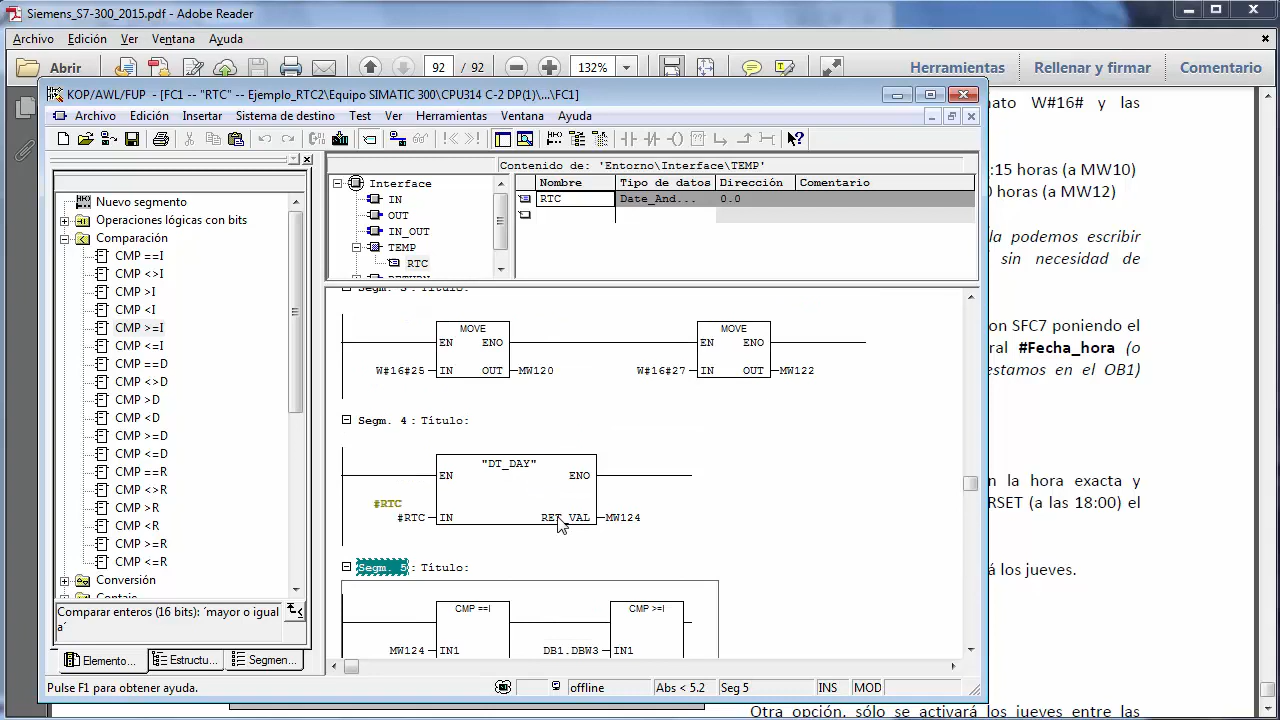 Siemens_S7-300_2015.pdf - Adobe Reader
Archivo Edición Ver Ventana Ayuda
Abrir 92 / 92 132% Herramientas Rellenar y firmar Comentario
KOP/AWL/FUP - [FC1 -- "RTC" -- Ejemplo_RTC2\Equipo SIMATIC 300\CPU314 C-2 DP(1)\...\FC1]
Archivo Edición Insertar Sistema de destino Test Ver Herramientas Ventana Ayuda
Nuevo segmento
Operaciones lógicas con bits
Comparación
CMP ==I
CMP <>I
CMP >I
CMP <I
CMP >=I
CMP <=I
CMP ==D
CMP <>D
CMP >D
CMP <D
CMP >=D
CMP <=D
CMP ==R
CMP <>R
CMP >R
CMP <R
CMP >=R
CMP <=R
Conversión
Comparar enteros (16 bits): ´mayor o igual
a´
Elemento... Estructu... Segmen...
Contenido de: 'Entorno\Interface\TEMP'
Interface
IN
OUT
IN_OUT
TEMP
RTC
Nombre Tipo de datos Dirección Comentario
RTC Date_And... 0.0
MOVE MOVE
EN ENO EN ENO
W#16#25 IN OUT MW120 W#16#27 IN OUT MW122
Segm. 4 : Título:
"DT_DAY"
EN ENO
#RTC
#RTC IN RET_VAL MW124
Segm. 5 : Título:
CMP ==I CMP >=I
MW124 IN1 DB1.DBW3 IN1
Pulse F1 para obtener ayuda. offline Abs < 5.2 Seg 5 INS MOD
nato W#16# y las
:15 horas (a MW10)
0 horas (a MW12)
la podemos escribir
sin necesidad de
on SFC7 poniendo el
ral #Fecha_hora (o
estamos en el OB1)
n la hora exacta y
RSET (a las 18:00) el
á los jueves.
Otra opción, sólo se activará los jueves entre las